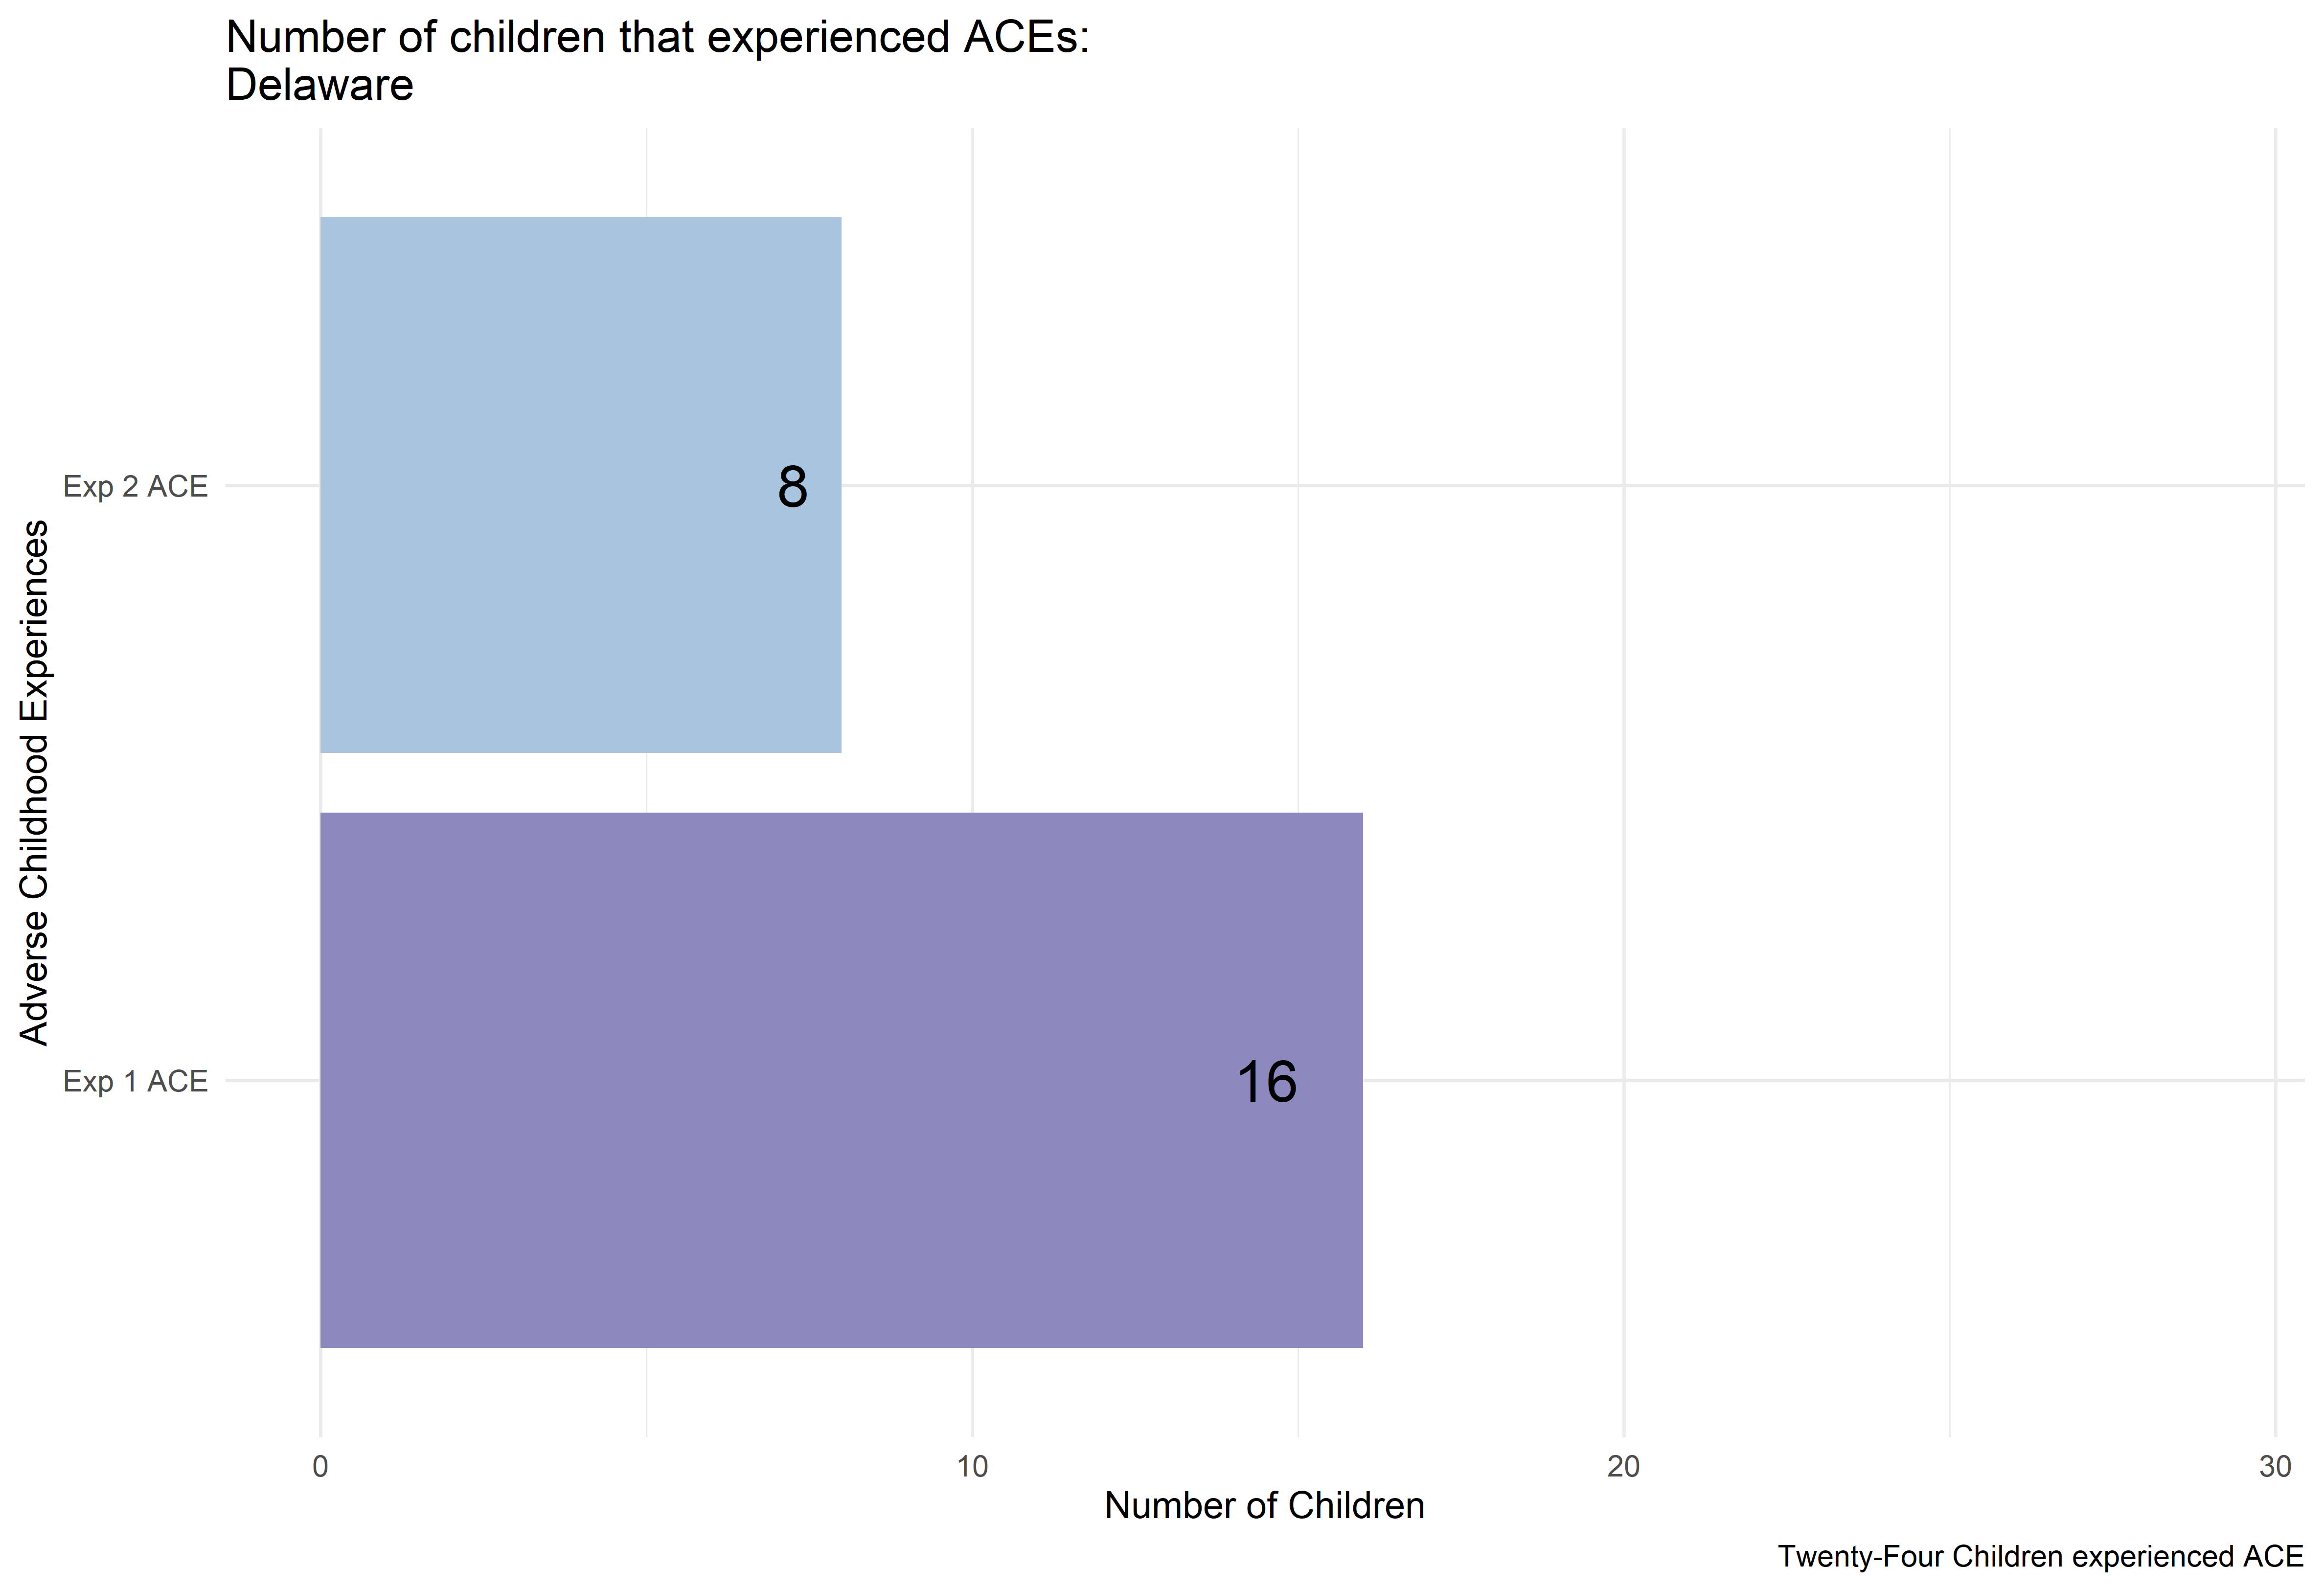 Number of children that experienced ACEs:
Delaware
Adverse Childhood Experiences
Exp 2 ACE
8
Exp 1 ACE
16
0
10
20
30
Number of Children
Twenty-Four Children experienced ACE